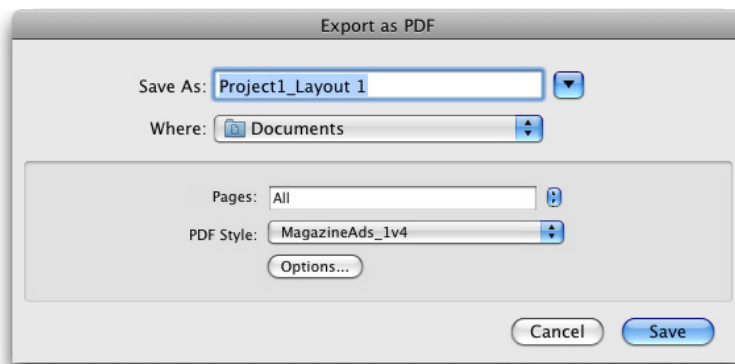 Export as PDF
Save As: Project1_Layout 1
Where: Documents
Pages: All
PDF Style: MagazineAds_1v4
Options...
Cancel Save